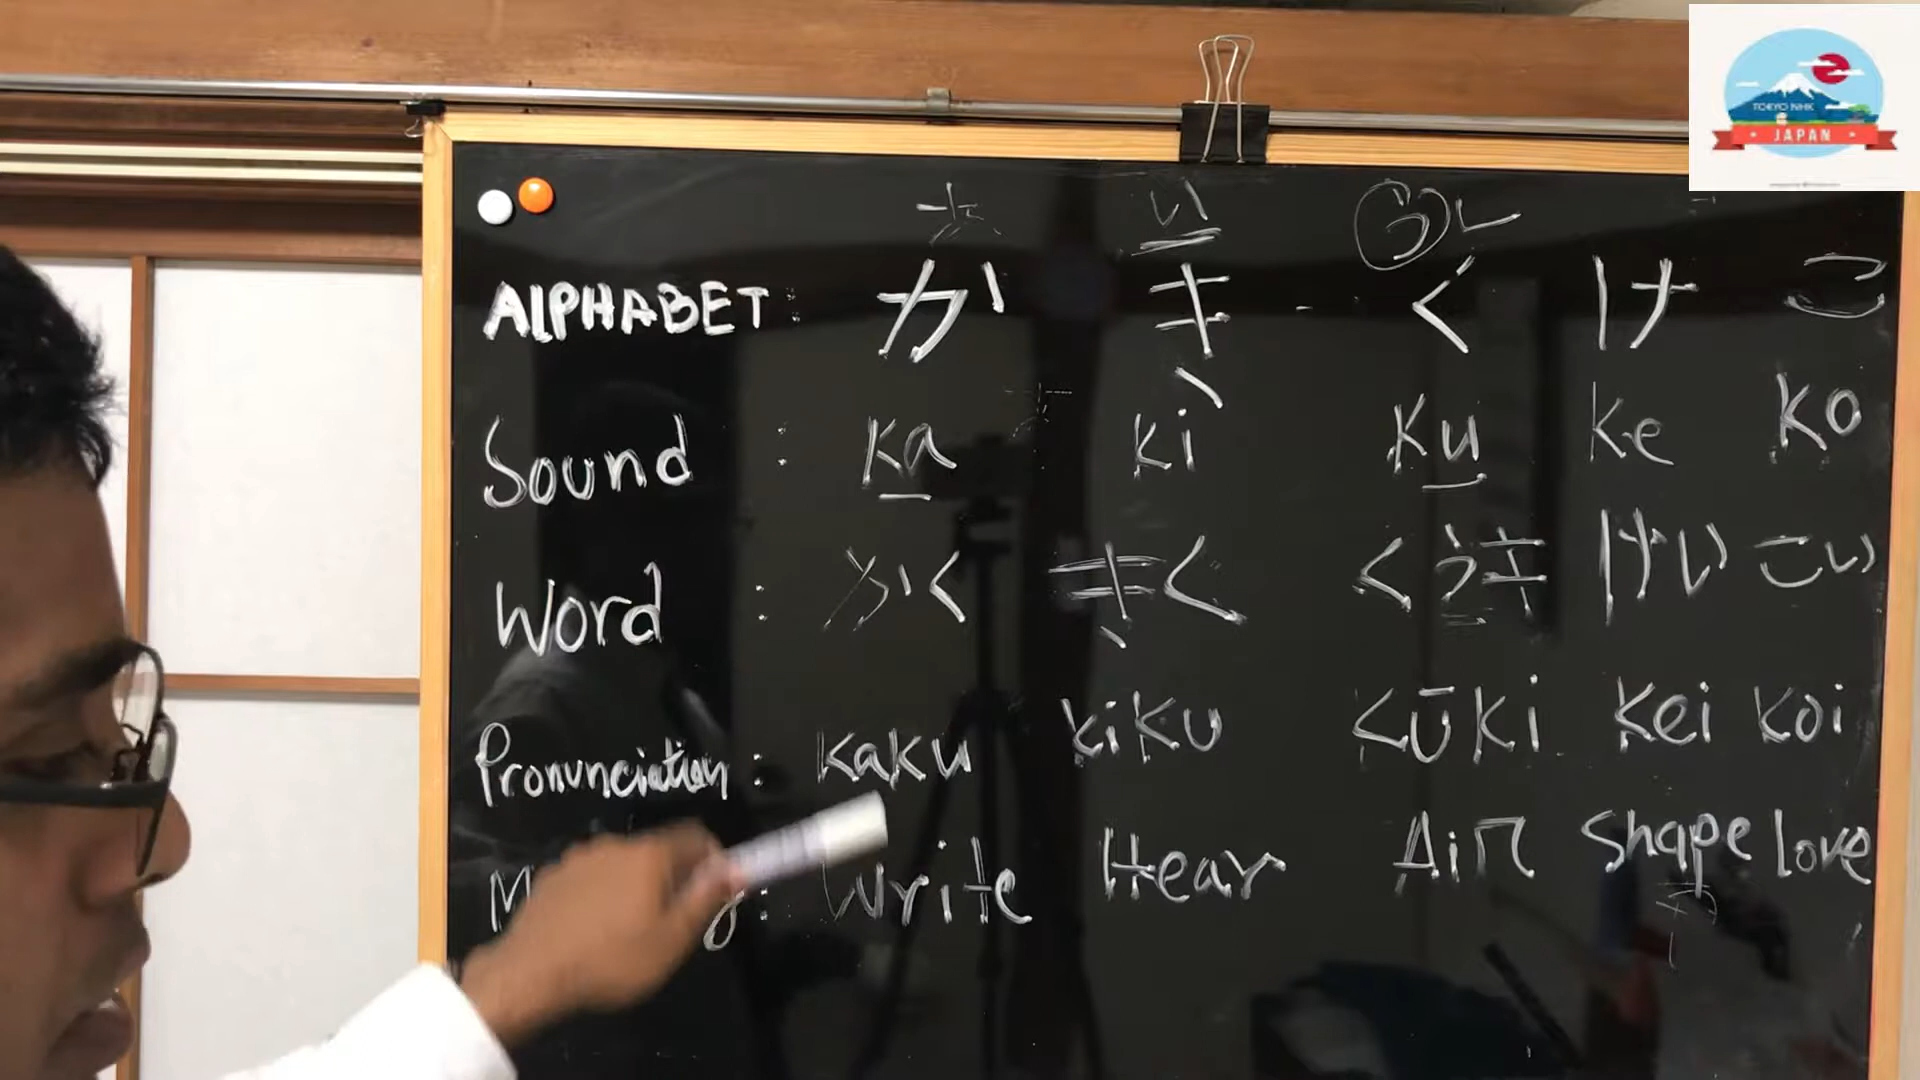 TOKYO NHK
JAPAN
い
ALPHABET: か き く け こ
Sound : ka ki ku ke ko
Word : かく きく くうき けい こい
Pronunciation : kaku kiku kūki kei koi
Write Hear AiR Shape love